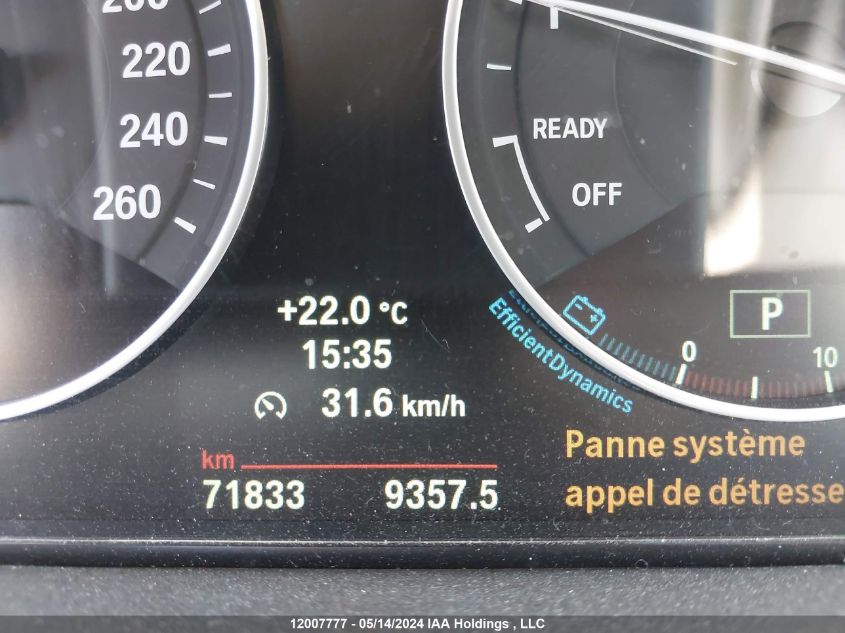 200
220
240
260
READY
OFF
+22.0 °C
15:35
31.6 km/h
EfficientDynamics
P
0
10
km
71833 9357.5
Panne système
appel de détresse
12007777 - 05/14/2024 IAA Holdings , LLC